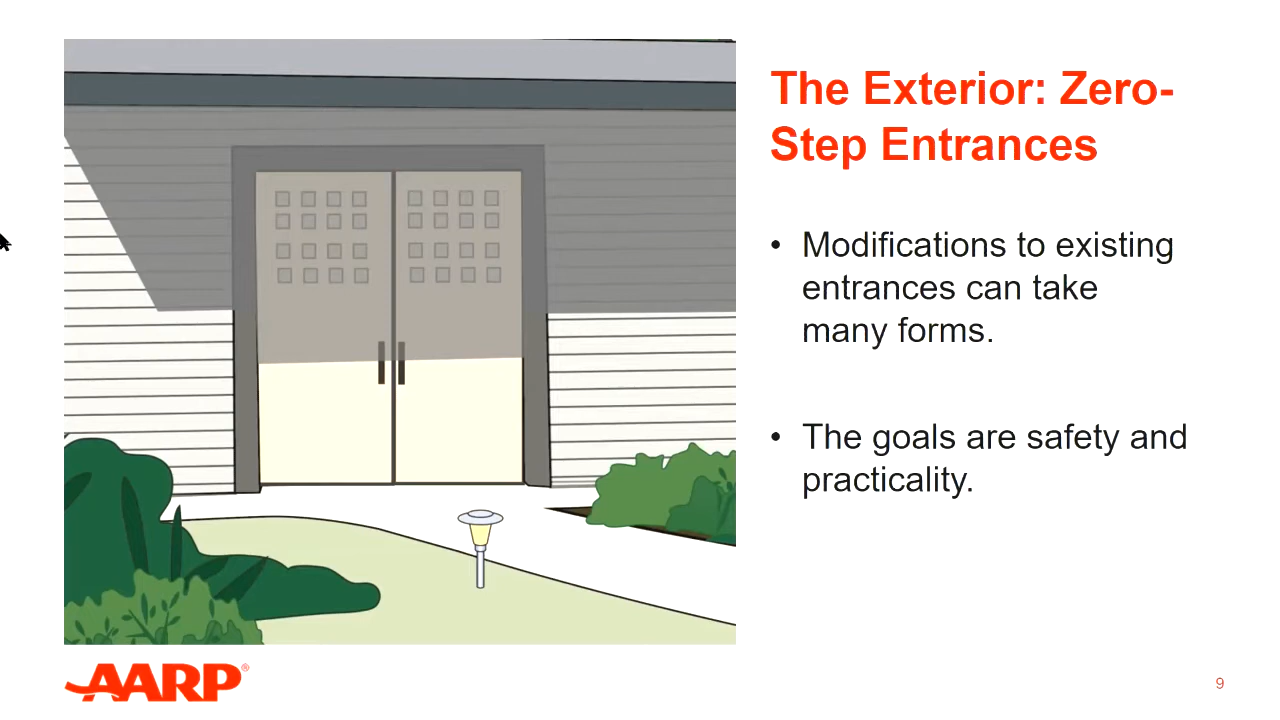 The Exterior: Zero-
Step Entrances
• Modifications to existing
entrances can take
many forms.
• The goals are safety and
practicality.
AARP®
9